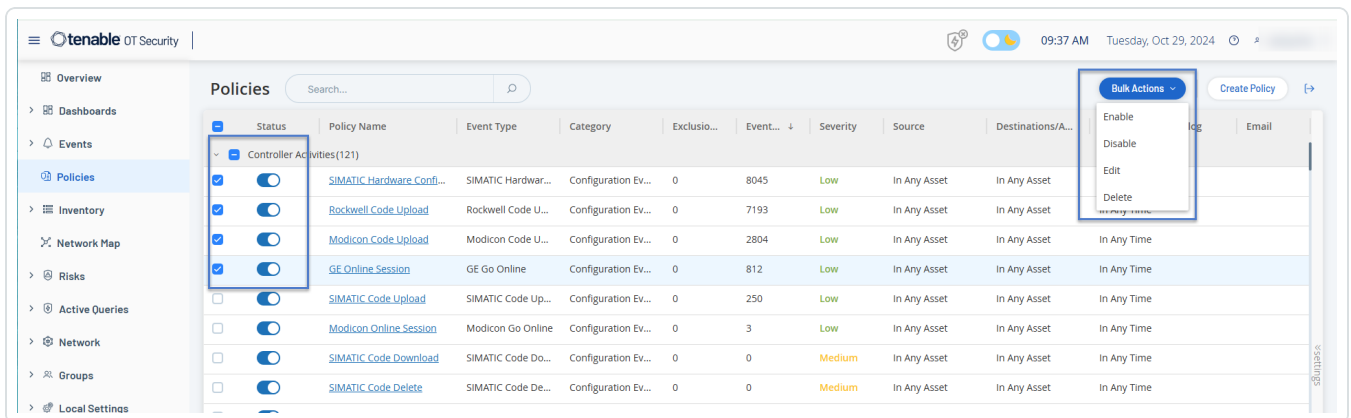 tenable OT Security 09:37 AM Tuesday, Oct 29, 2024
Overview
Dashboards
Events
Policies
Inventory
Network Map
Risks
Active Queries
Network
Groups
Local Settings
Policies Search... Bulk Actions Create Policy
Enable
Disable
Edit
Delete
Status Policy Name Event Type Category Exclusio... Event... Severity Source Destinations/A... Email
Controller Activities (121)
SIMATIC Hardware Confi... SIMATIC Hardwar... Configuration Ev... 0 8045 Low In Any Asset In Any Asset
Rockwell Code Upload Rockwell Code U... Configuration Ev... 0 7193 Low In Any Asset In Any Asset In Any Time
Modicon Code Upload Modicon Code U... Configuration Ev... 0 2804 Low In Any Asset In Any Asset In Any Time
GE Online Session GE Go Online Configuration Ev... 0 812 Low In Any Asset In Any Asset In Any Time
SIMATIC Code Upload SIMATIC Code Up... Configuration Ev... 0 250 Low In Any Asset In Any Asset In Any Time
Modicon Online Session Modicon Go Online Configuration Ev... 0 3 Low In Any Asset In Any Asset In Any Time
SIMATIC Code Download SIMATIC Code Do... Configuration Ev... 0 0 Medium In Any Asset In Any Asset In Any Time
SIMATIC Code Delete SIMATIC Code De... Configuration Ev... 0 0 Medium In Any Asset In Any Asset In Any Time
settings